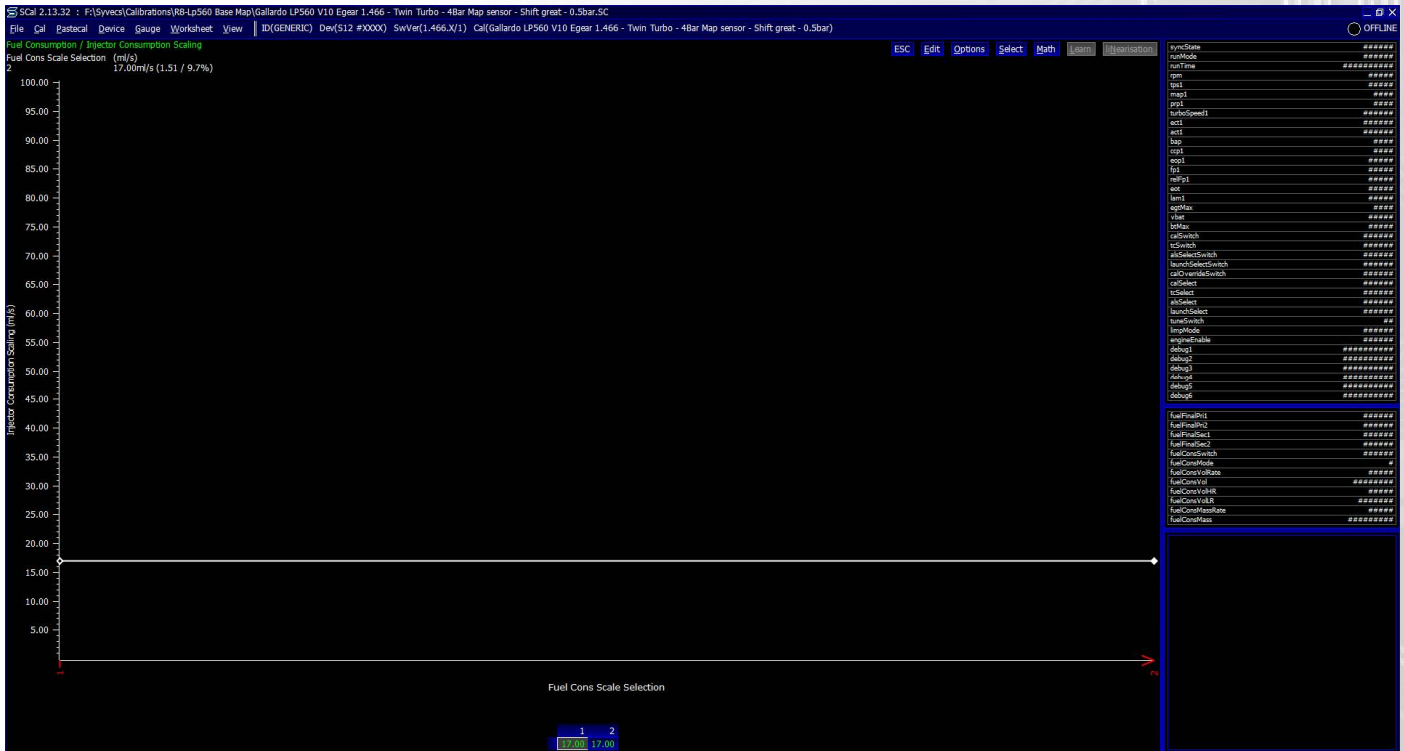 SCal 2.13.32 : F:\Syvecs\Calibrations\R8-Lp560 Base Map\Gallardo LP560 V10 Egear 1.466 - Twin Turbo - 4Bar Map sensor - Shift great - 0.5bar.SC
File Cal Pastecal Device Gauge Worksheet View ID(GENERIC) Dev(S12 #XXXX) SwVer(1.466.X/1) Cal(Gallardo LP560 V10 Egear 1.466 - Twin Turbo - 4Bar Map sensor - Shift great - 0.5bar) OFFLINE
Fuel Consumption / Injector Consumption Scaling
ESC Edit Options Select Math Learn liNearisation
Fuel Cons Scale Selection (ml/s)
2 17.00ml/s (1.51 / 9.7%)
100.00
95.00
90.00
85.00
80.00
75.00
70.00
65.00
60.00
55.00
50.00
45.00
40.00
35.00
30.00
25.00
20.00
15.00
10.00
5.00
Injector Consumption Scaling (ml/s)
1 2
Fuel Cons Scale Selection
1 2
17.00 17.00
syncState ######
runMode ######
runTime ##########
rpm #####
tps1 #####
map1 ####
prp1 ####
turboSpeed1 ######
ect1 ######
act1 ######
bap ####
ccp1 ####
eop1 #####
fp1 #####
relFp1 #####
eot #####
lam1 #####
egtMax ####
vbat #####
btMax #####
calSwitch ######
tcSwitch ######
alsSelectSwitch ######
launchSelectSwitch ######
calOverrideSwitch ######
calSelect ######
tcSelect ######
alsSelect ######
launchSelect ######
tuneSwitch ##
limpMode ######
engineEnable ######
debug1 ##########
debug2 ##########
debug3 ##########
debug4 ##########
debug5 ##########
debug6 ##########
fuelFinalPri1 ######
fuelFinalPri2 ######
fuelFinalSec1 ######
fuelFinalSec2 ######
fuelConsSwitch ######
fuelConsMode #
fuelConsVolRate #####
fuelConsVol ########
fuelConsVolHR #####
fuelConsVolLR #######
fuelConsMassRate #####
fuelConsMass #########